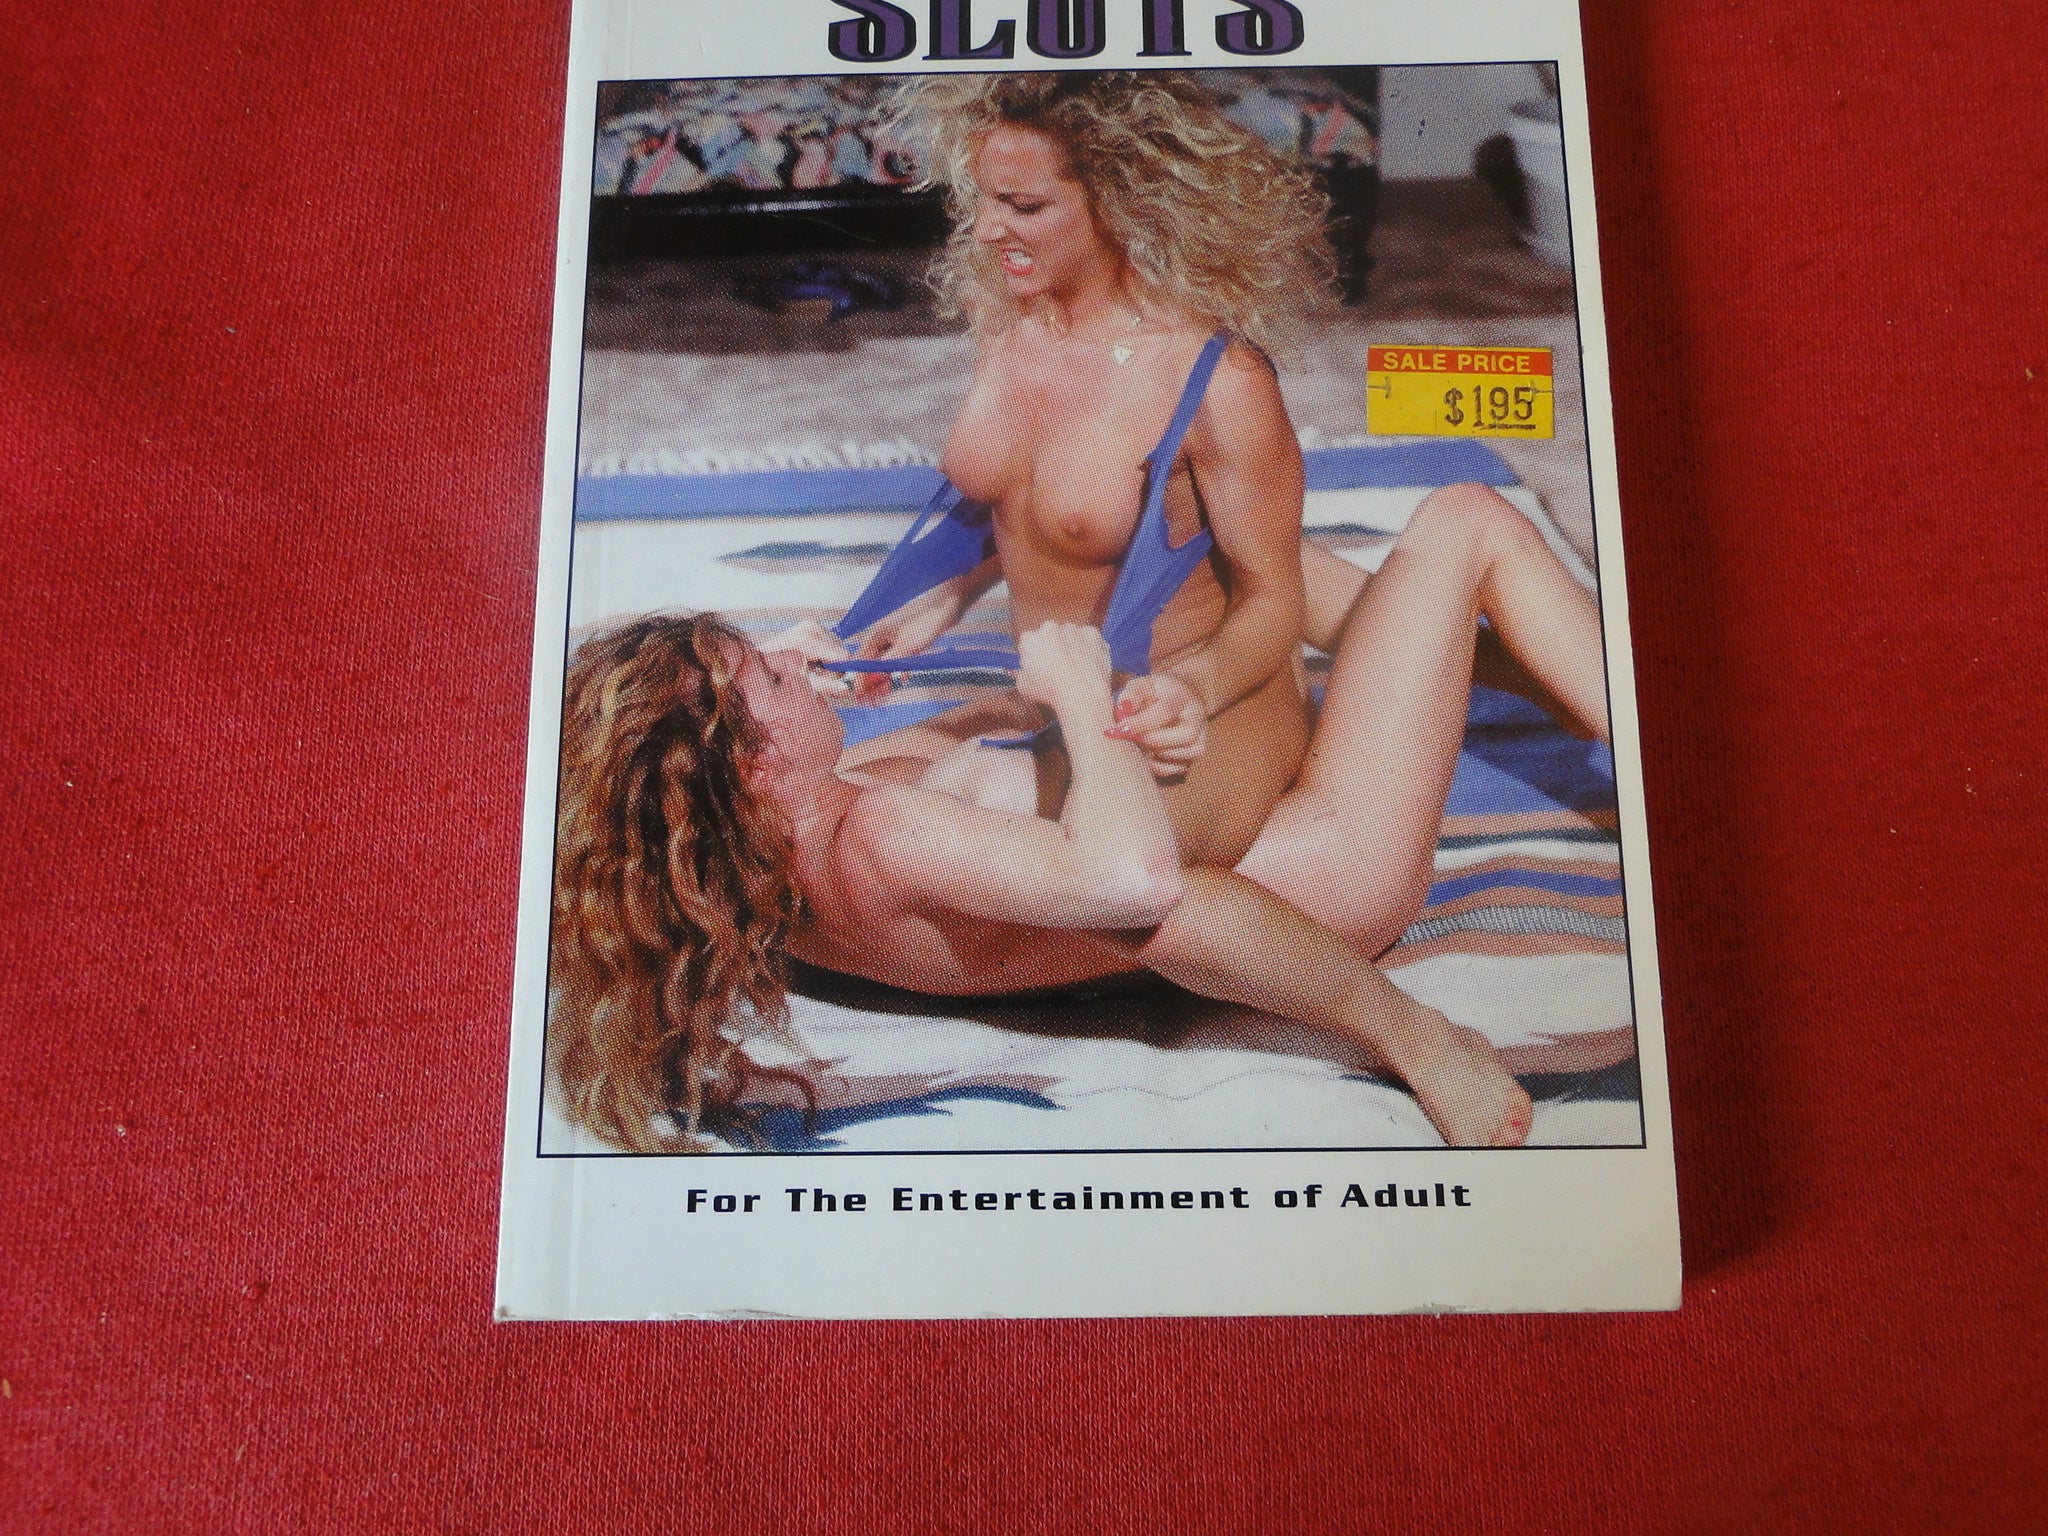 SLUTS
SALE PRICE
$1.95
For The Entertainment of Adult